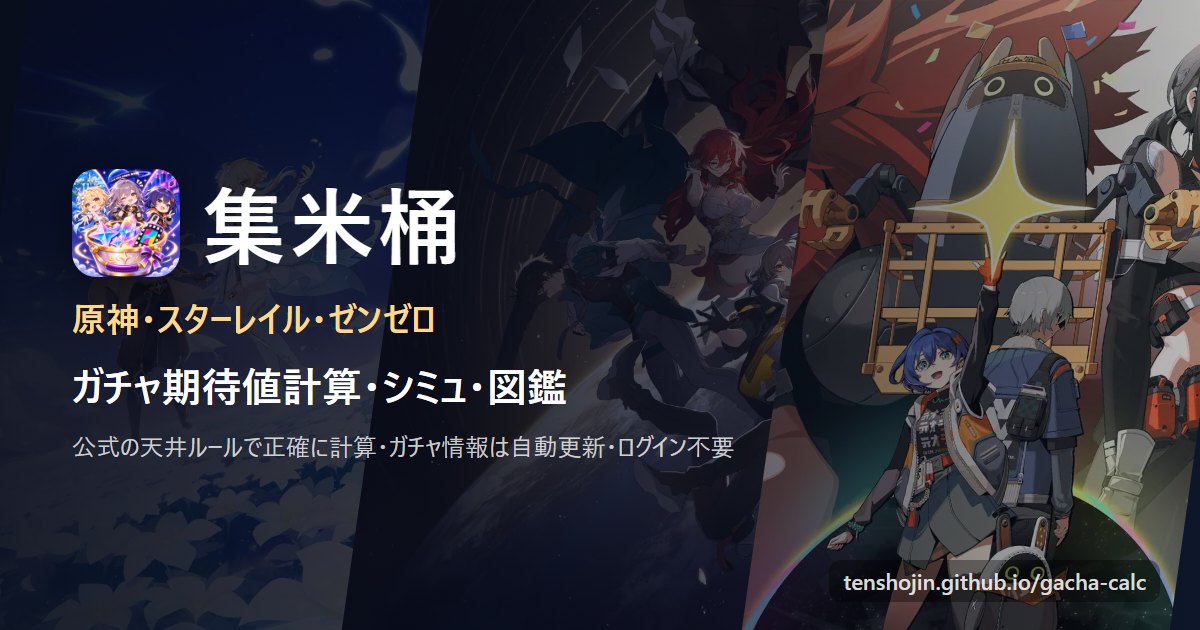 集米桶
原神・スターレイル・ゼンゼロ
ガチャ期待値計算・シミュ・図鑑
公式の天井ルールで正確に計算・ガチャ情報は自動更新・ログイン不要
tenshojin.github.io/gacha-calc